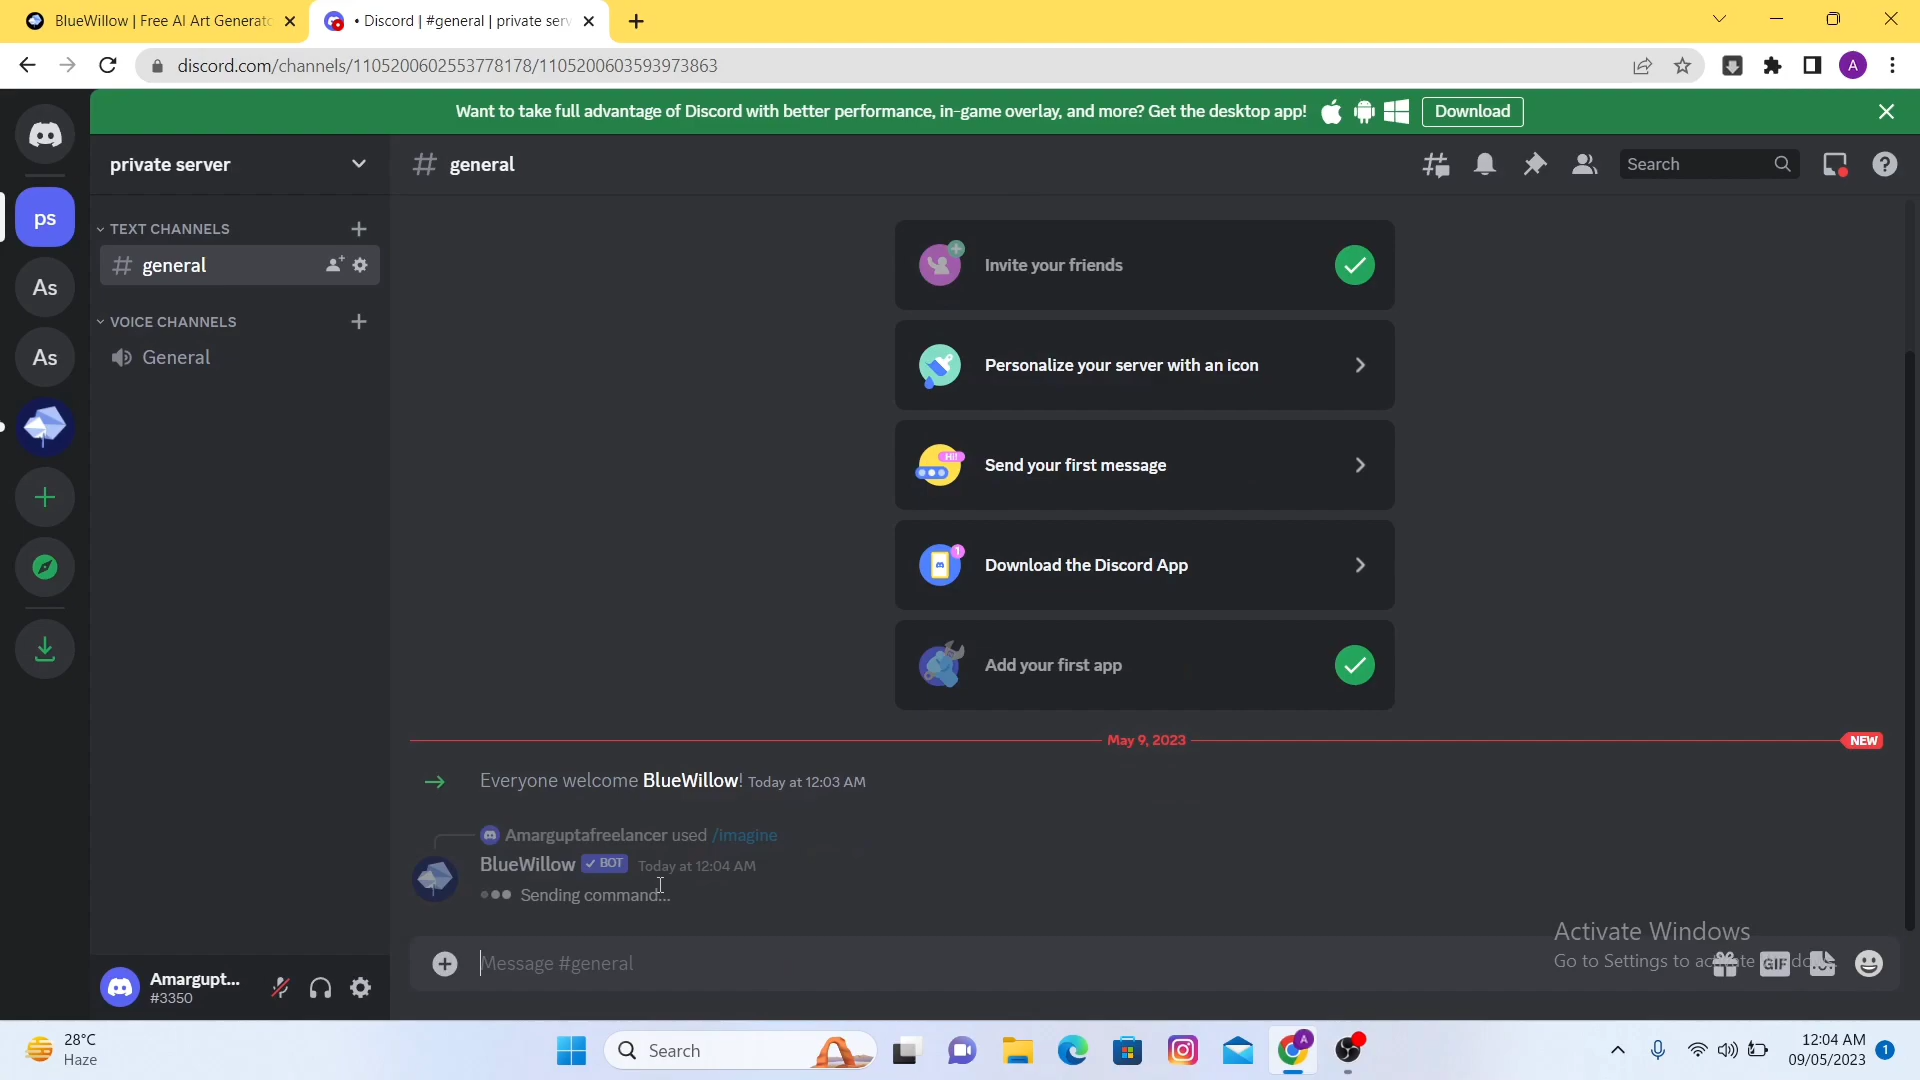 BlueWillow | Free AI Art Generato
• Discord | #general | private serv
discord.com/channels/1105200602553778178/1105200603593973863
A
Want to take full advantage of Discord with better performance, in-game overlay, and more? Get the desktop app!
Download
private server
general
Search
ps
TEXT CHANNELS
general
As
VOICE CHANNELS
General
As
Invite your friends
Personalize your server with an icon
Hi!
Send your first message
1
Download the Discord App
Add your first app
May 9, 2023
NEW
Everyone welcome BlueWillow! Today at 12:03 AM
Amarguptafreelancer used /imagine
BlueWillow BOT Today at 12:04 AM
Sending command...
Message #general
GIF
Activate Windows
Go to Settings to activate
Amargupt...
#3350
28°C
Haze
Search
A
12:04 AM
09/05/2023
1